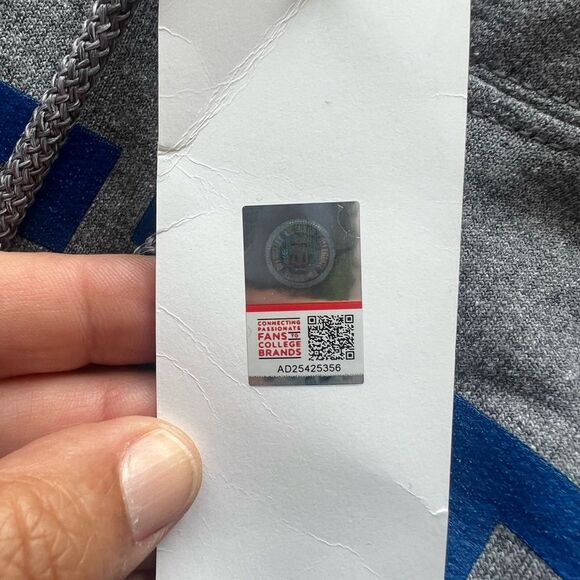 CONNECTING
PASSIONATE
FANS TO
COLLEGE
BRANDS
AD25425356